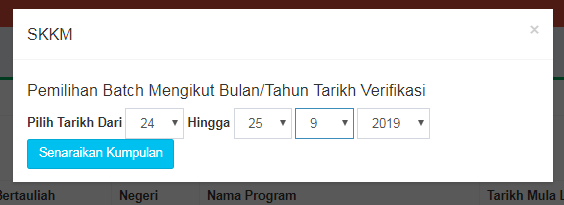 SKKM ×
Pemilihan Batch Mengikut Bulan/Tahun Tarikh Verifikasi
Pilih Tarikh Dari 24 Hingga 25 9 2019
Senaraikan Kumpulan
Bertauliah Negeri Nama Program Tarikh Mula L